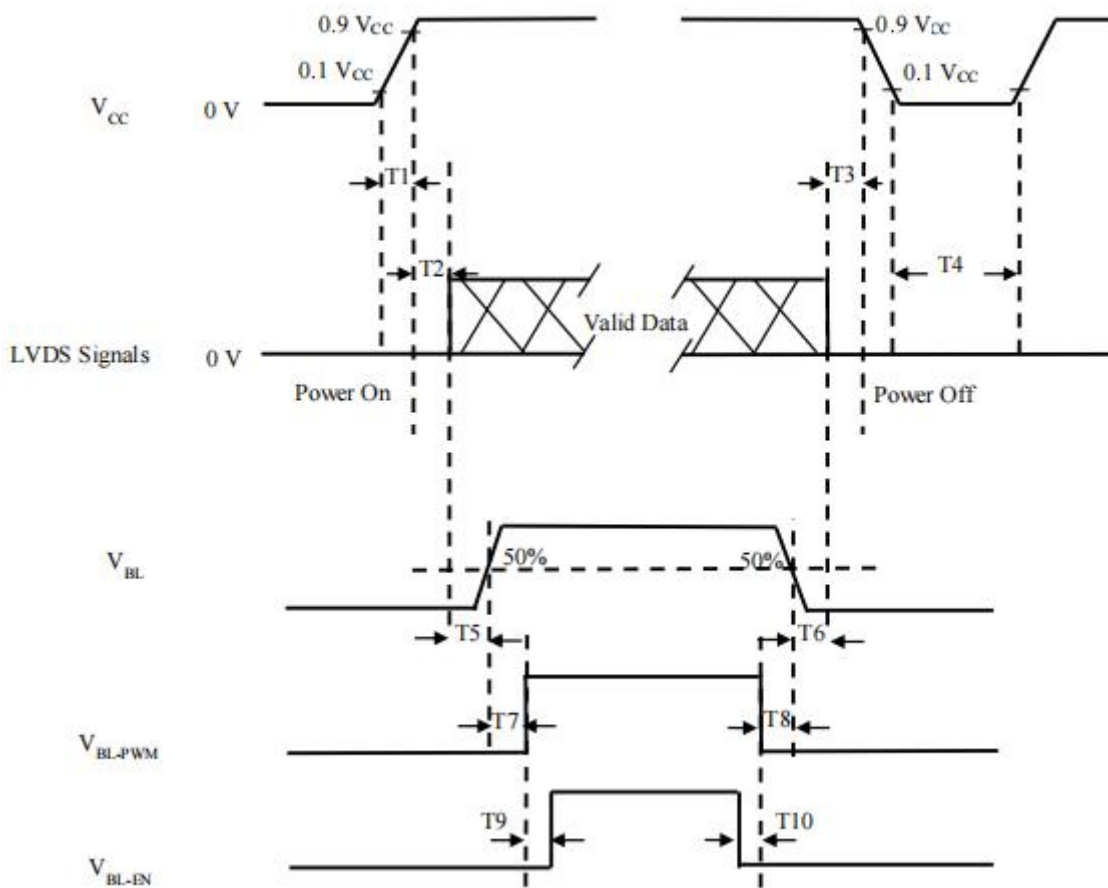 0.9 Vcc
0.9 Vcc
0.1 Vcc
0.1 Vcc
VCC
0 V
T1
T3
T2
T4
Valid Data
LVDS Signals
0 V
Power On
Power Off
VBL
50%
50%
T5
T6
T7
T8
VBL-PWM
T9
T10
VBL-EN